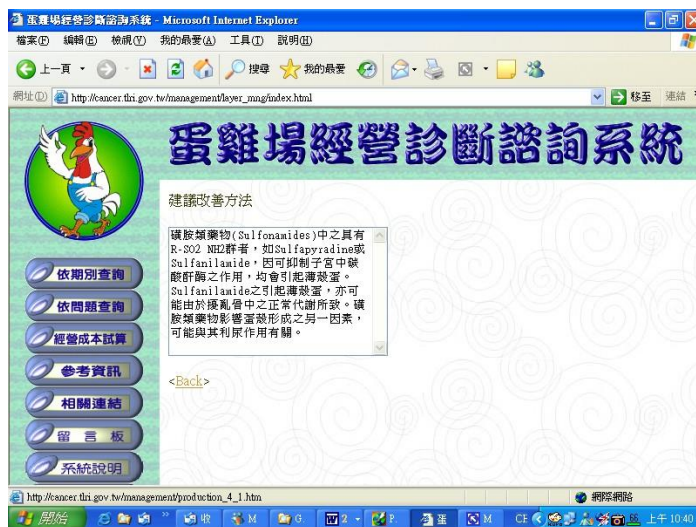 蛋雞場經營診斷諮詢系統 - Microsoft Internet Explorer
檔案(F) 編輯(E) 檢視(V) 我的最愛(A) 工具(T) 說明(H)
上一頁 搜尋 我的最愛
網址(D) http://cancer.tlri.gov.tw/management/layer_mng/index.html 移至 連結
蛋雞場經營診斷諮詢系統
建議改善方法
磺胺類藥物(Sulfonamides)中之具有
R-SO2 NH2群者，如Sulfapyradine或
Sulfanilamide，因可抑制子宮中碳
酸酐酶之作用，均會引起薄殼蛋。
Sulfanilamide之引起薄殼蛋，亦可
能由於擾亂骨中之正常代謝所致。磺
胺類藥物影響蛋殼形成之另一因素，
可能與其利尿作用有關。
<Back>
依期別查詢
依問題查詢
經營成本試算
參考資訊
相關連結
留言板
系統說明
http://cancer.tlri.gov.tw/management/production_4_1.htm 網際網路
開始 收 M G 2 P 蛋 M CE 上午 10:40